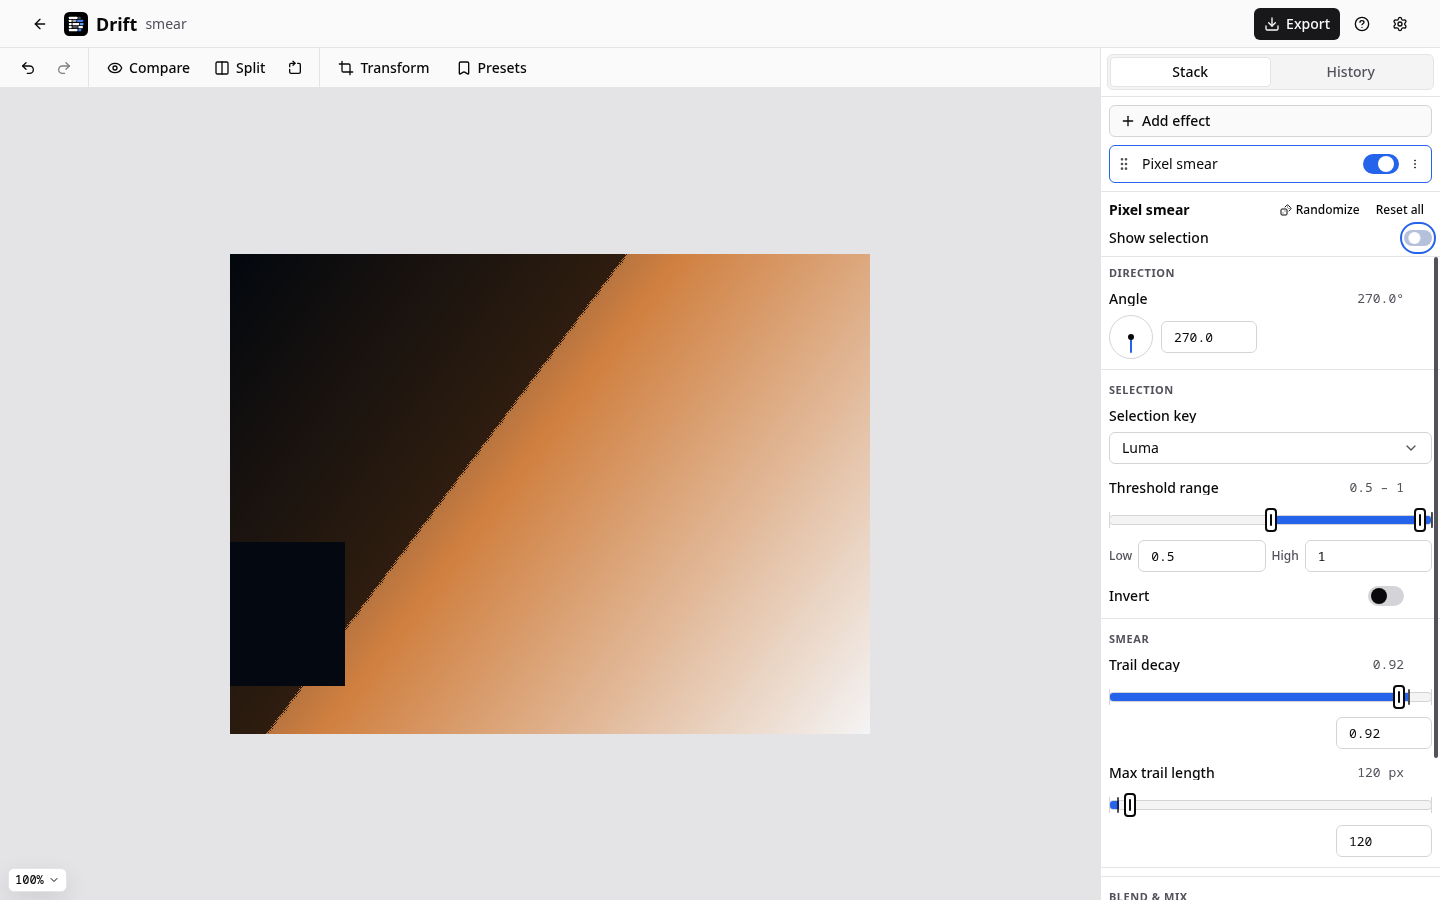 Drift smear
Export
Compare
Split
Transform
Presets
Stack
History
Add effect
Pixel smear
Pixel smear
Randomize
Reset all
Show selection
DIRECTION
Angle
270.0°
270.0
SELECTION
Selection key
Luma
Threshold range
0.5 – 1
Low
0.5
High
1
Invert
SMEAR
Trail decay
0.92
0.92
Max trail length
120 px
120
100%
BLEND & MIX